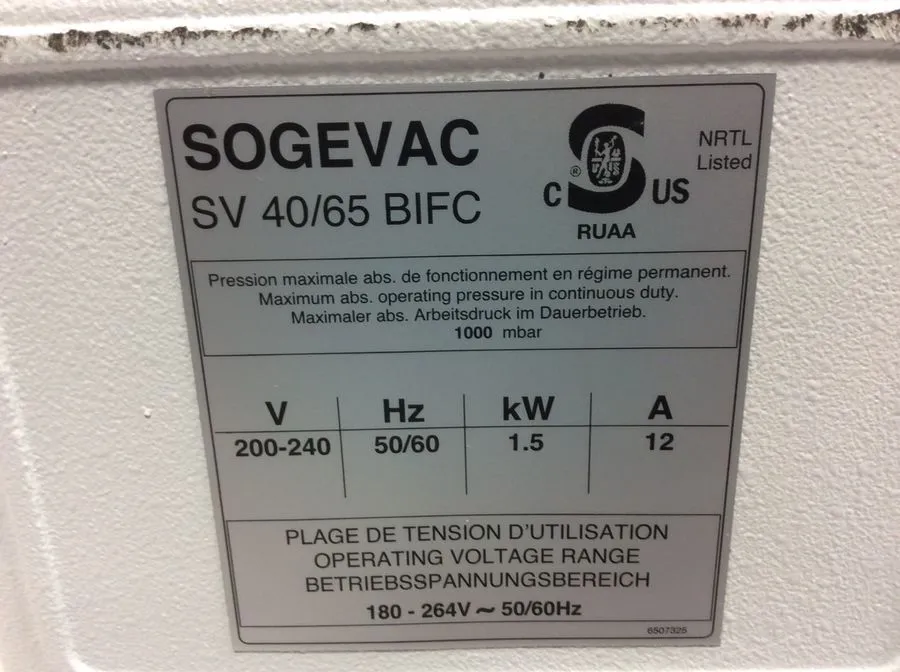 SOGEVAC
SV 40/65 BIFC
® C US
RUAA
NRTL
Listed
Pression maximale abs. de fonctionnement en régime permanent.
Maximum abs. operating pressure in continuous duty.
Maximaler abs. Arbeitsdruck im Dauerbetrieb.
1000 mbar
V Hz kW A
200-240 50/60 1.5 12
PLAGE DE TENSION D'UTILISATION
OPERATING VOLTAGE RANGE
BETRIEBSSPANNUNGSBEREICH
180 - 264V ~ 50/60Hz
6507325